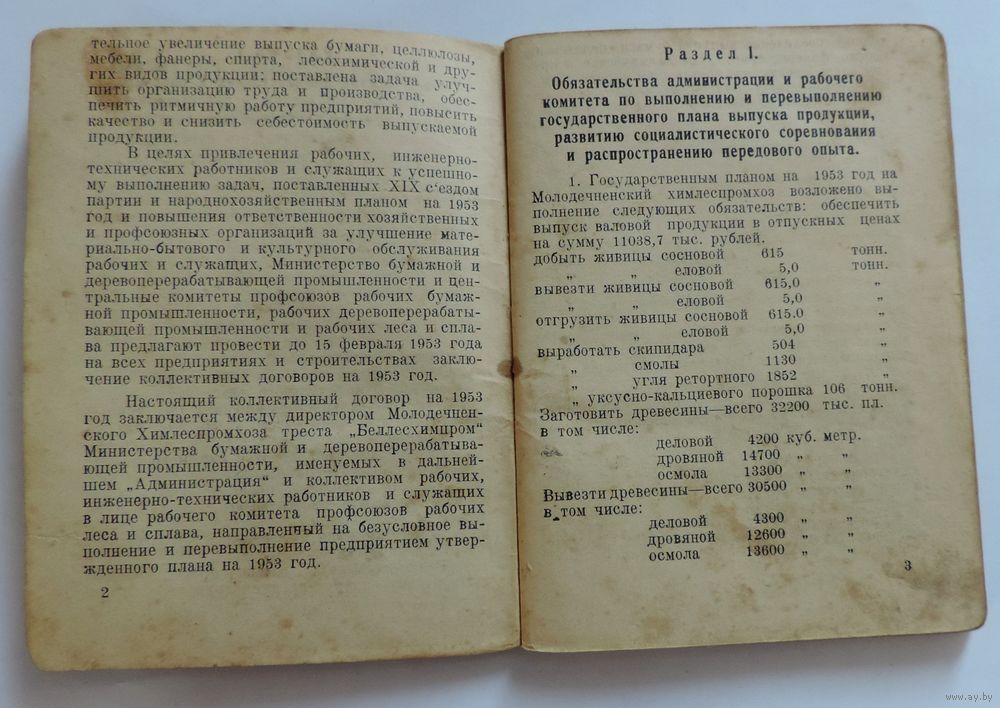 тельное увеличение выпуска бумаги, целлюлозы,
мебели, фанеры, спирта, лесохимической и дру-
гих видов продукции; поставлена задача улуч-
шить организацию труда и производства, обес-
печить ритмичную работу предприятий, повысить
качество и снизить себестоимость выпускаемой
продукции.
В целях привлечения рабочих, инженерно-
технических работников и служащих к успешно-
му выполнению задач, поставленных XIX с'ездом
партии и народнохозяйственным планом на 1953
год и повышения ответственности хозяйственных
и профсоюзных организаций за улучшение мате-
риально-бытового и культурного обслуживания
рабочих и служащих, Министерство бумажной и
деревоперерабатывающей промышленности и цен-
тральные комитеты профсоюзов рабочих бумаж-
ной промышленности, рабочих деревоперерабаты-
вающей промышленности и рабочих леса и спла-
ва предлагают провести до 15 февраля 1953 года
на всех предприятиях и строительствах заклю-
чение коллективных договоров на 1953 год.
Настоящий коллективный договор на 1953
год заключается между директором Молодечнен-
ского Химлеспромхоза треста „Беллесхимпром"
Министерства бумажной и деревоперерабатыва-
ющей промышленности, именуемых в дальней-
шем „Администрация" и коллективом рабочих,
инженерно-технических работников и служащих
в лице рабочего комитета профсоюзов рабочих
леса и сплава, направленный на безусловное вы-
полнение и перевыполнение предприятием утвер-
жденного плана на 1953 год.
2
Раздел 1.
Обязательства администрации и рабочего
комитета по выполнению и перевыполнению
государственного плана выпуска продукции,
развитию социалистического соревнования
и распространению передового опыта.
1. Государственным планом на 1953 год на
Молодечненский химлеспромхоз возложено вы-
полнение следующих обязательств: обеспечить
выпуск валовой продукции в отпускных ценах
на сумму 11038,7 тыс. рублей.
добыть живицы сосновой 615 тонн.
„ „ еловой 5,0 тонн.
вывезти живицы сосновой 615,0 „
„ „ еловой 5,0 „
отгрузить живицы сосновой 615.0 „
„ „ еловой 5,0 „
выработать скипидара 504 „
„ смолы 1130 „
„ угля ретортного 1852 „
„ уксусно-кальциевого порошка 106 тонн.
Заготовить древесины—всего 32200 тыс. пл.
в том числе:
деловой 4200 куб. метр.
дровяной 14700 „ „
осмола 13300 „ „
Вывезти древесины—всего 30500 „ „
в том числе:
деловой 4300 „ „
дровяной 12600 „ „
осмола 13600 „ „
3
www.ay.by